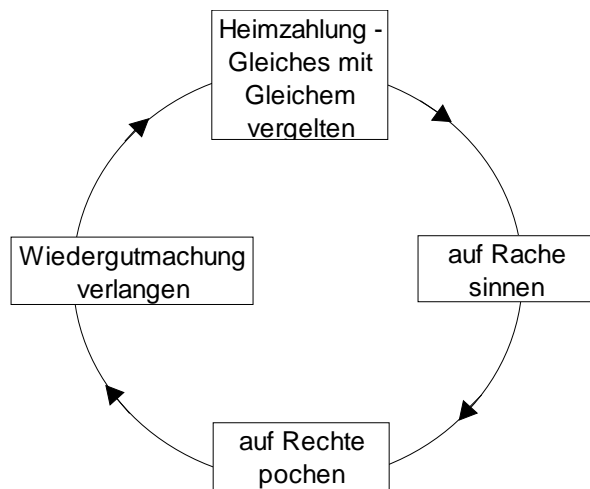 Heimzahlung -
Gleiches mit
Gleichem
vergelten
auf Rache
sinnen
auf Rechte
pochen
Wiedergutmachung
verlangen